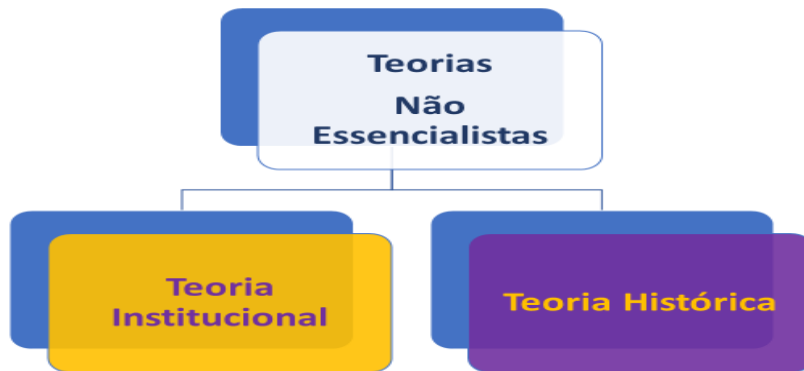 Teorias
Não
Essencialistas
Teoria
Institucional
Teoria Histórica